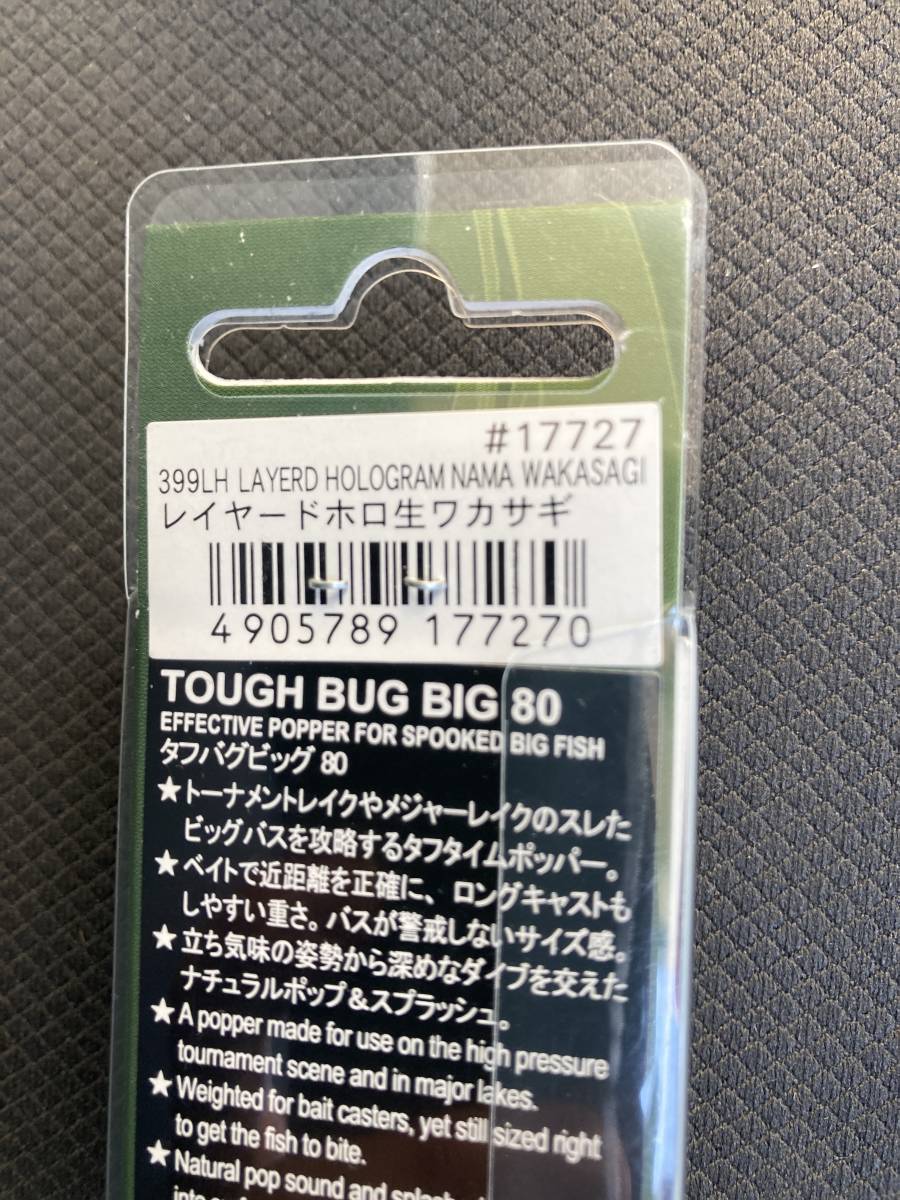 #17727
399LH LAYERD HOLOGRAM NAMA WAKASAGI
レイヤードホロ生ワカサギ
4 905789 177270
TOUGH BUG BIG 80
EFFECTIVE POPPER FOR SPOOKED BIG FISH
タフバグビッグ 80
★トーナメントレイクやメジャーレイクのスレた
ビッグバスを攻略するタフタイムポッパー。
★ベイトで近距離を正確に、ロングキャストも
しやすい重さ。バスが警戒しないサイズ感。
★立ち気味の姿勢から深めなダイブを交えた
ナチュラルポップ＆スプラッシュ。
★A popper made for use on the high pressure
tournament scene and in major lakes.
★Weighted for bait casters, yet still sized right
to get the fish to bite.
★Natural pop sound and